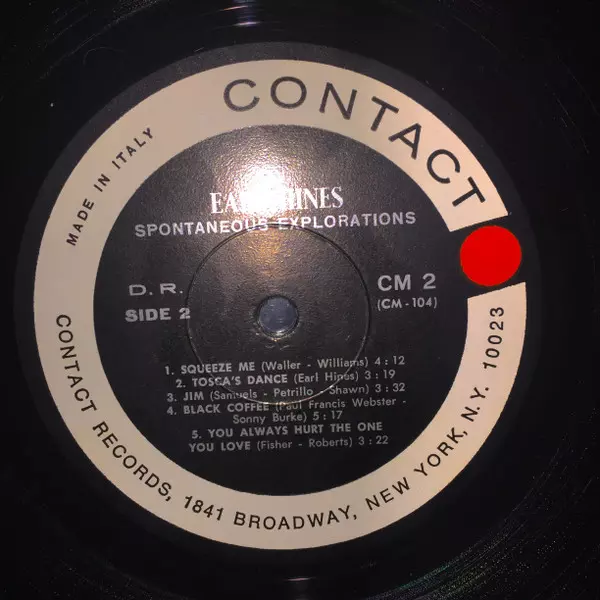 CONTACT
MADE IN ITALY
EARL HINES
SPONTANEOUS EXPLORATIONS
D. R.
CM 2
SIDE 2
(CM - 104)
1. SQUEEZE ME (Waller - Williams) 4 : 12
2. TOSCA'S DANCE (Earl Hines) 3 : 19
3. JIM (Samuels - Petrillo - Shawn) 3 : 32
4. BLACK COFFEE (Paul Francis Webster -
Sonny Burke) 5 : 17
5. YOU ALWAYS HURT THE ONE
YOU LOVE (Fisher - Roberts) 3 : 22
CONTACT RECORDS, 1841 BROADWAY, NEW YORK, N.Y. 10023